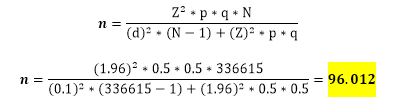 n = Z² * p * q * N / (d)² * (N − 1) + (Z)² * p * q
n = (1.96)² * 0.5 * 0.5 * 336615 / (0.1)² * (336615 − 1) + (1.96)² * 0.5 * 0.5 = 96.012